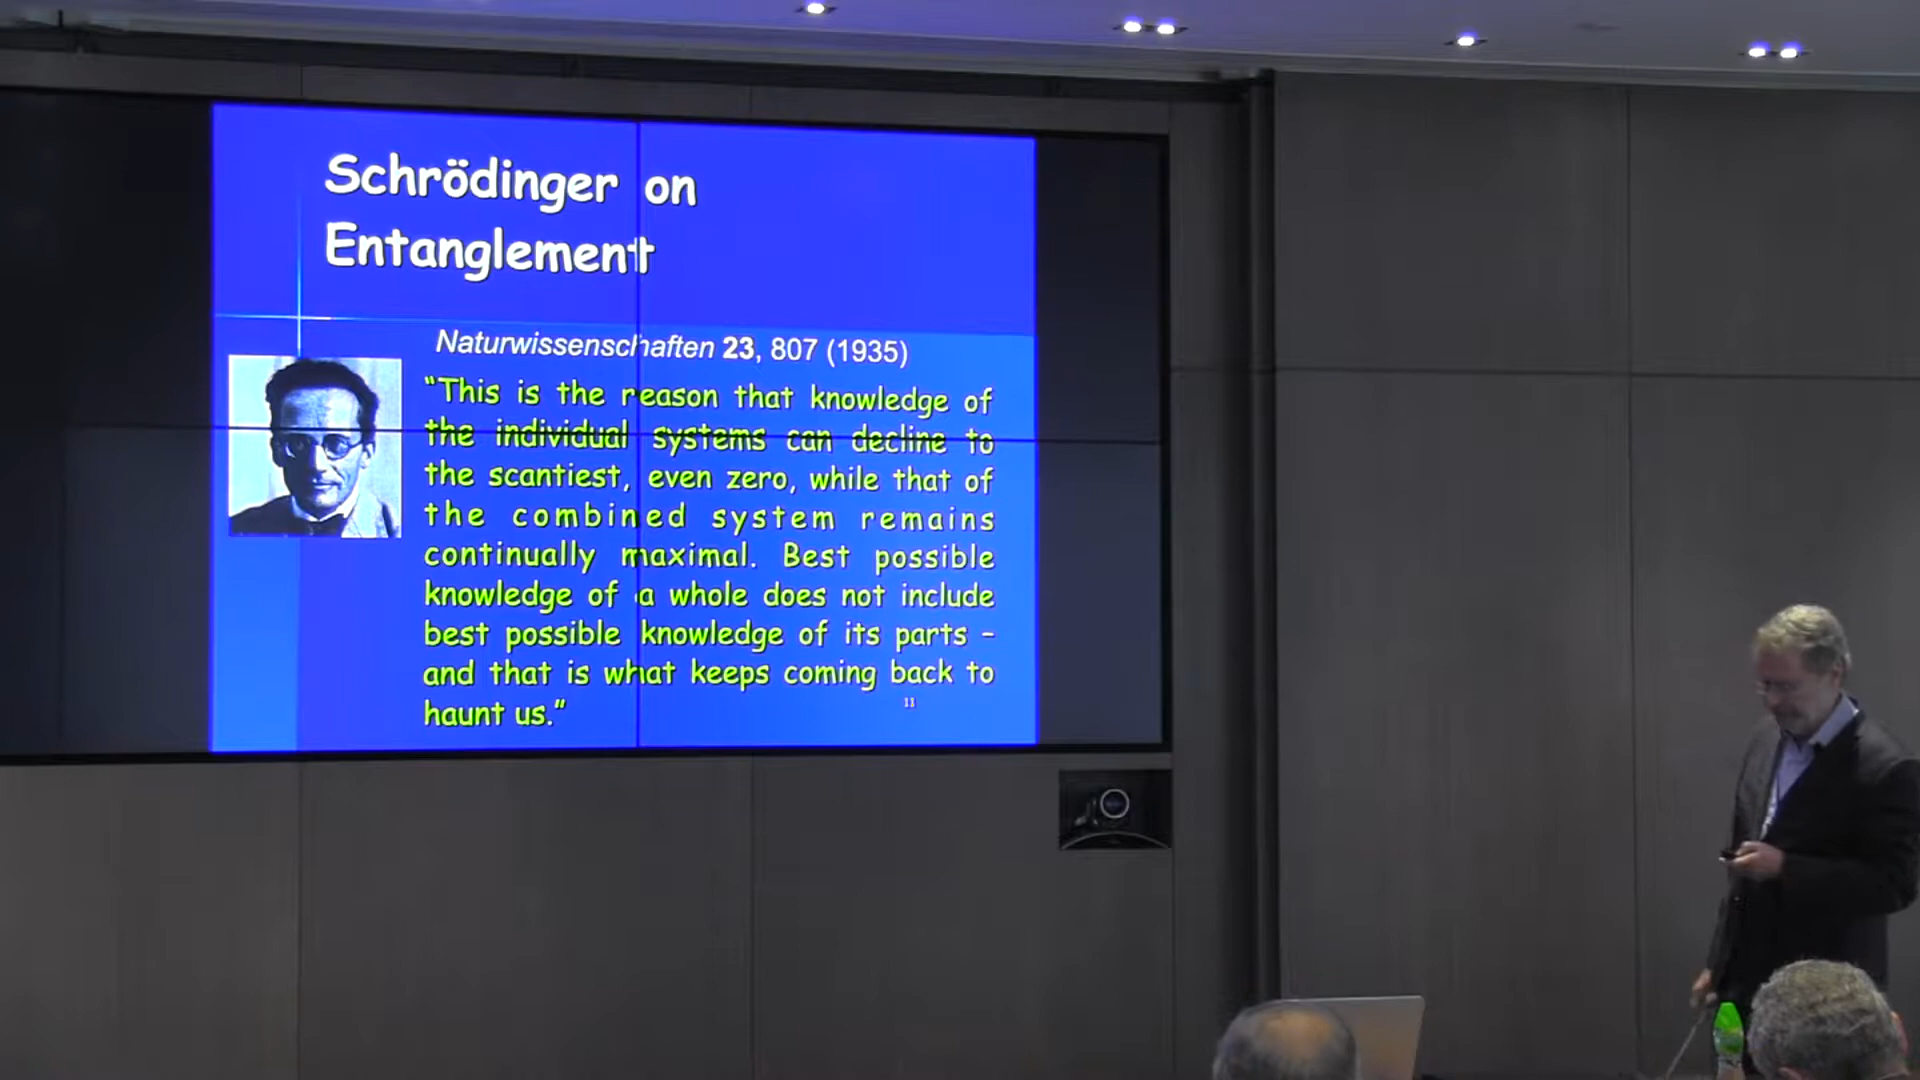 Schrödinger on
Entanglement
Naturwissenschaften 23, 807 (1935)
“This is the reason that knowledge of
the individual systems can decline to
the scantiest, even zero, while that of
the combined system remains
continually maximal. Best possible
knowledge of a whole does not include
best possible knowledge of its parts –
and that is what keeps coming back to
haunt us.”
11